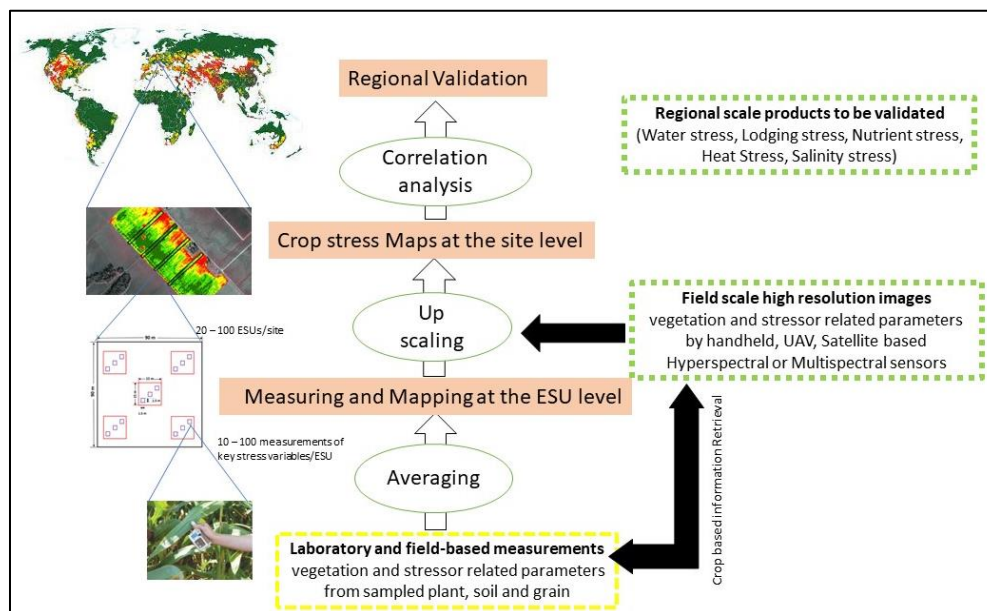 Regional Validation
Regional scale products to be validated
(Water stress, Lodging stress, Nutrient stress,
Heat Stress, Salinity stress)
Correlation
analysis
Crop stress Maps at the site level
Field scale high resolution images
vegetation and stressor related parameters
by handheld, UAV, Satellite based
Hyperspectral or Multispectral sensors
Up
scaling
20 – 100 ESUs/site
Measuring and Mapping at the ESU level
10 – 100 measurements of
key stress variables/ESU
Averaging
Crop based information Retrieval
Laboratory and field-based measurements
vegetation and stressor related parameters
from sampled plant, soil and grain